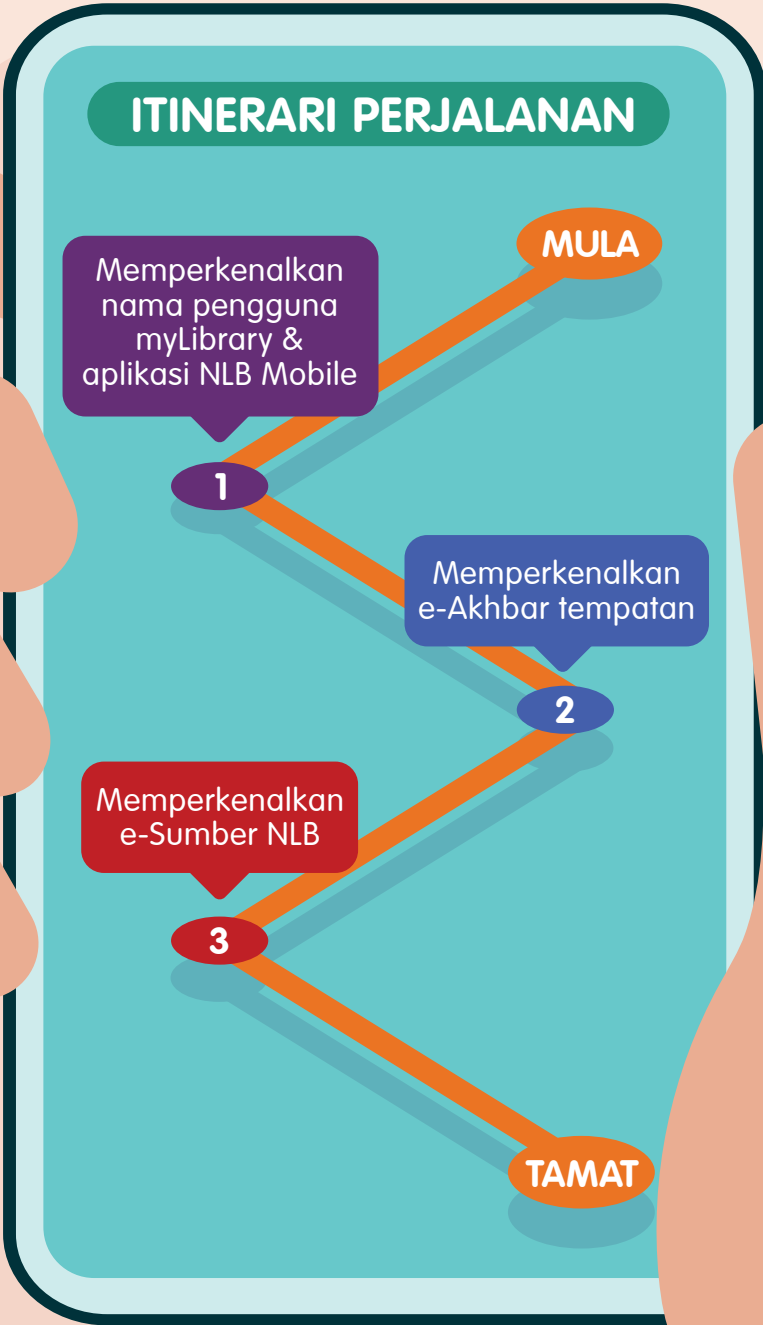 ITINERARI PERJALANAN
MULA
Memperkenalkan
nama pengguna
myLibrary &
aplikasi NLB Mobile
1
Memperkenalkan
e-Akhbar tempatan
2
Memperkenalkan
e-Sumber NLB
3
TAMAT